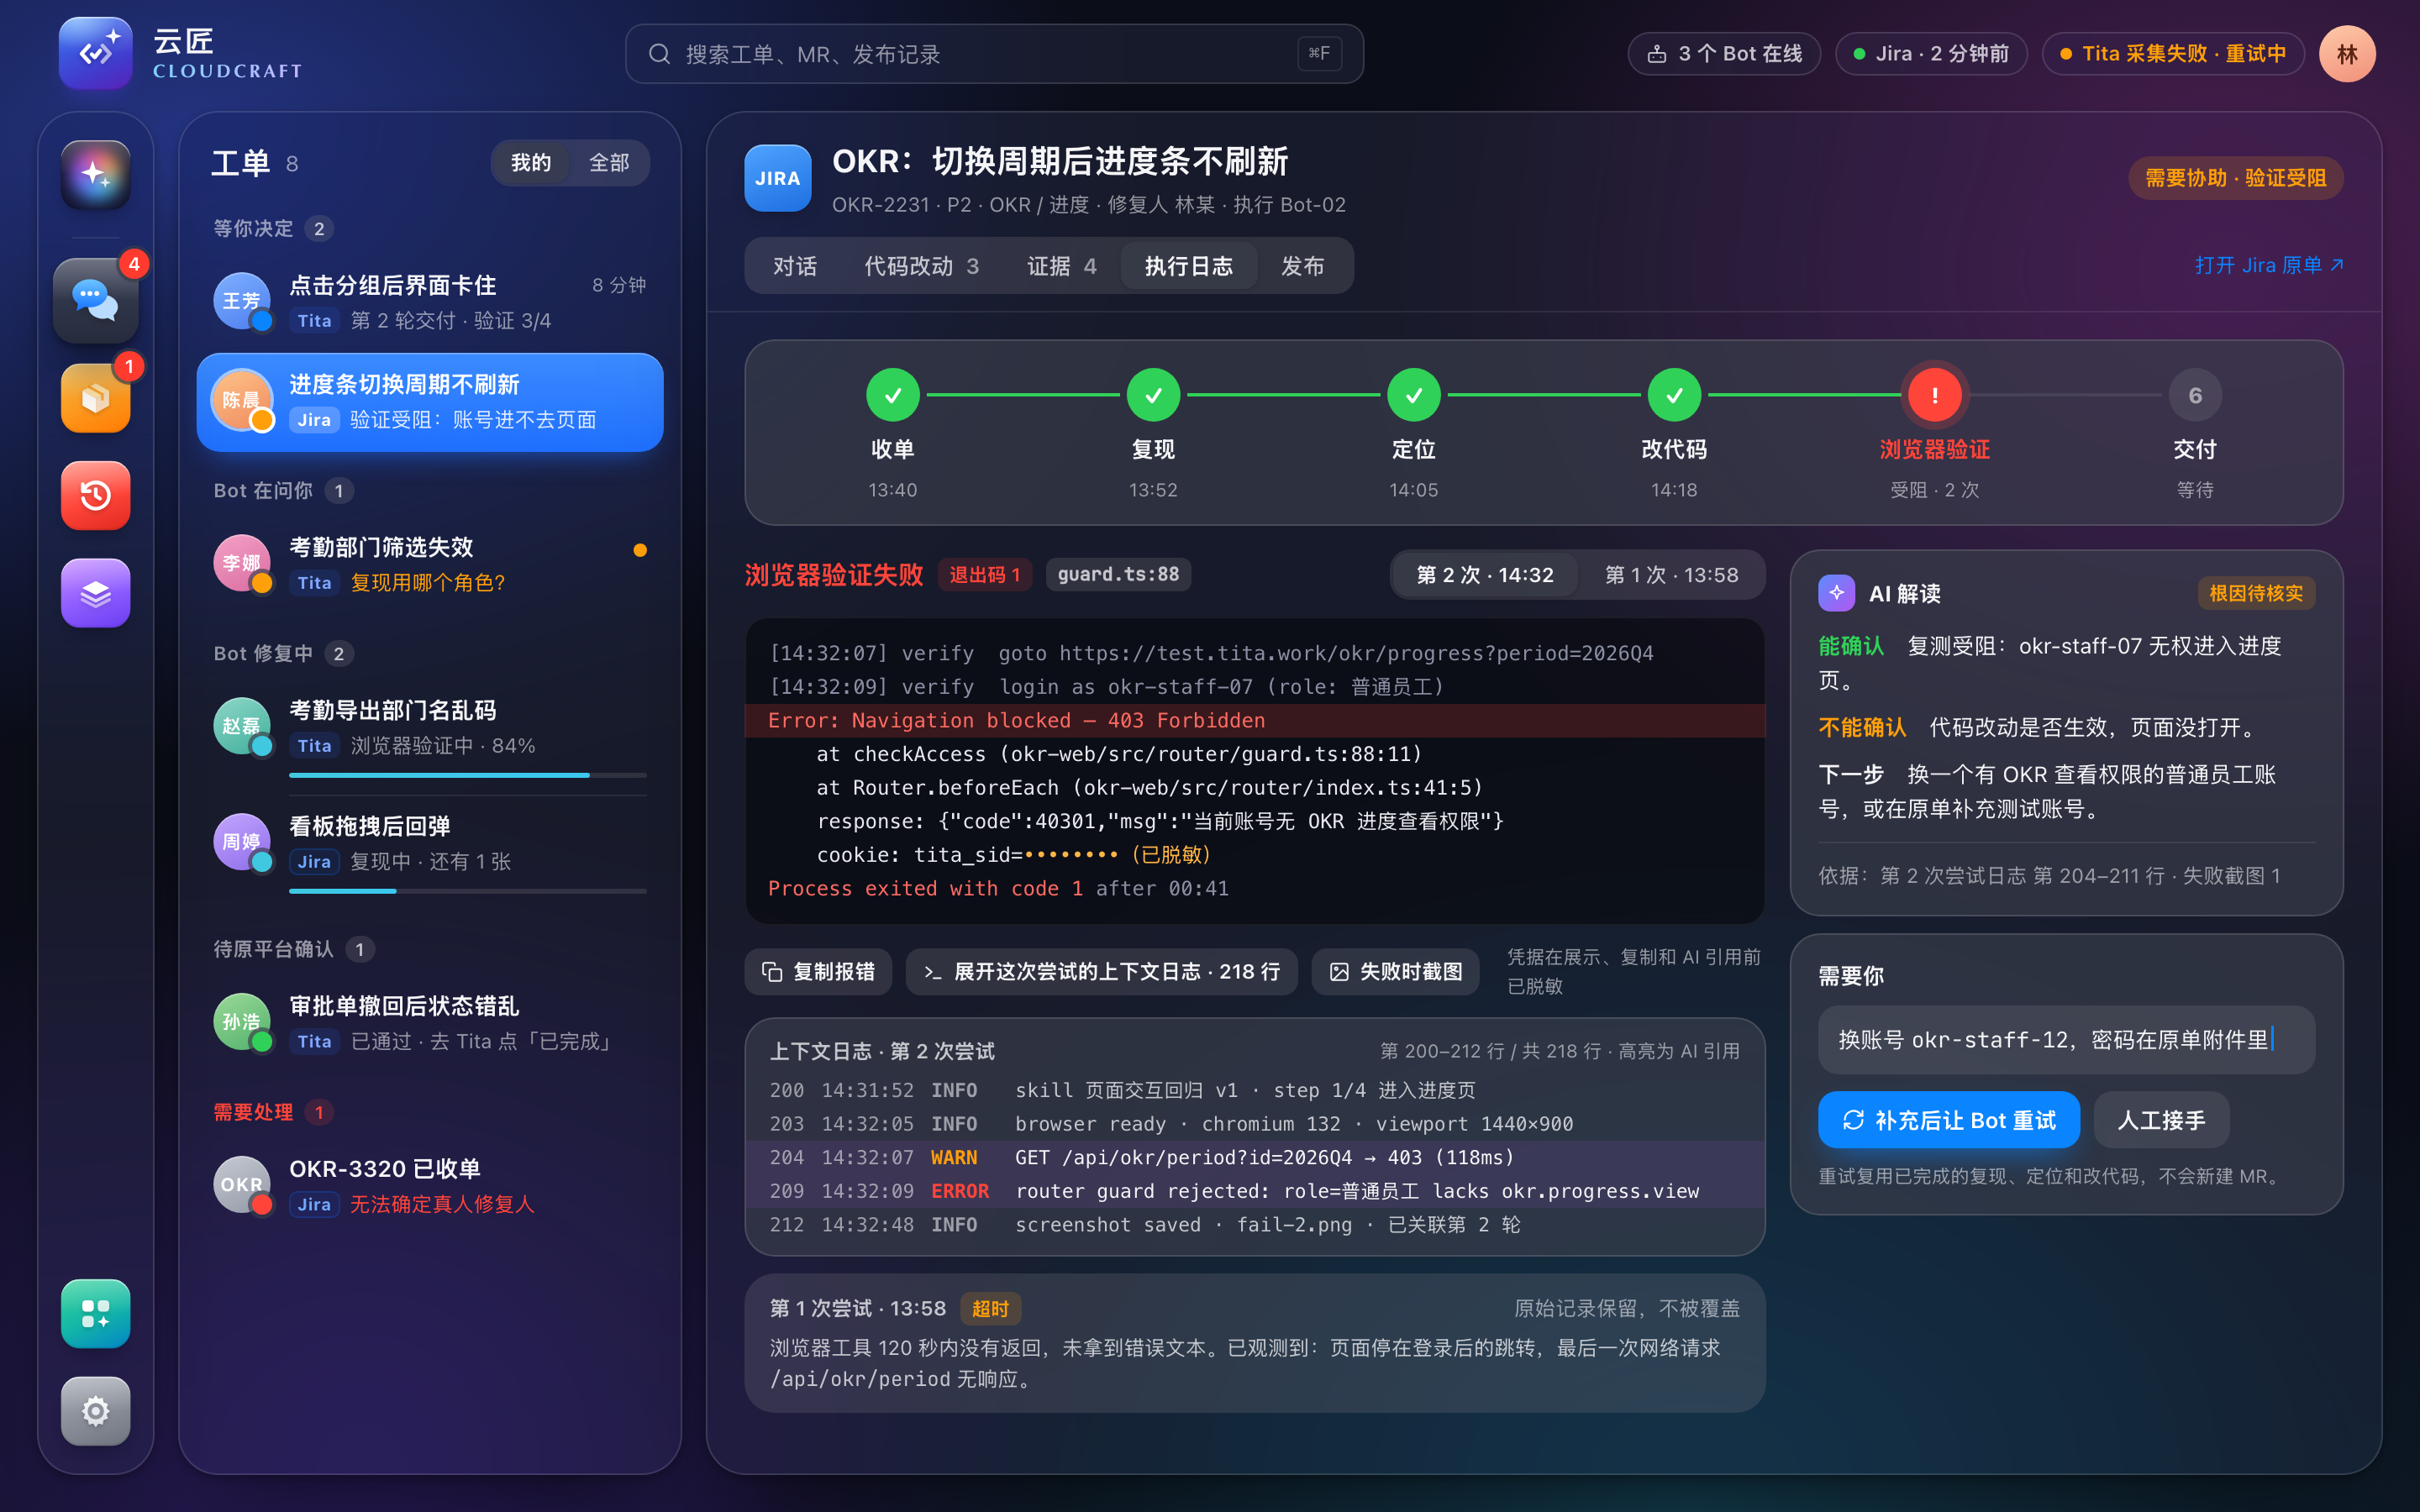 云匠
CLOUDCRAFT
搜索工单、MR、发布记录
⌘F
3 个 Bot 在线
Jira · 2 分钟前
Tita 采集失败 · 重试中
林
4
1
工单 8
我的
全部
等你决定 2
王芳
点击分组后界面卡住
8 分钟
Tita 第 2 轮交付 · 验证 3/4
陈晨
进度条切换周期不刷新
Jira 验证受阻：账号进不去页面
Bot 在问你 1
李娜
考勤部门筛选失效
Tita 复现用哪个角色?
Bot 修复中 2
赵磊
考勤导出部门名乱码
Tita 浏览器验证中 · 84%
周婷
看板拖拽后回弹
Jira 复现中 · 还有 1 张
待原平台确认 1
孙浩
审批单撤回后状态错乱
Tita 已通过 · 去 Tita 点「已完成」
需要处理 1
OKR
OKR-3320 已收单
Jira 无法确定真人修复人
JIRA
OKR：切换周期后进度条不刷新
OKR-2231 · P2 · OKR / 进度 · 修复人 林某 · 执行 Bot-02
需要协助 · 验证受阻
对话
代码改动 3
证据 4
执行日志
发布
打开 Jira 原单 ↗
收单
13:40
复现
13:52
定位
14:05
改代码
14:18
!
浏览器验证
受阻 · 2 次
6
交付
等待
浏览器验证失败
退出码 1
guard.ts:88
第 2 次 · 14:32
第 1 次 · 13:58
[14:32:07] verify  goto https://test.tita.work/okr/progress?period=2026Q4
[14:32:09] verify  login as okr-staff-07 (role: 普通员工)
Error: Navigation blocked — 403 Forbidden
at checkAccess (okr-web/src/router/guard.ts:88:11)
at Router.beforeEach (okr-web/src/router/index.ts:41:5)
response: {"code":40301,"msg":"当前账号无 OKR 进度查看权限"}
cookie: tita_sid=•••••••• (已脱敏)
Process exited with code 1 after 00:41
复制报错
展开这次尝试的上下文日志 · 218 行
失败时截图
凭据在展示、复制和 AI 引用前
已脱敏
上下文日志 · 第 2 次尝试
第 200–212 行 / 共 218 行 · 高亮为 AI 引用
200 14:31:52 INFO skill 页面交互回归 v1 · step 1/4 进入进度页
203 14:32:05 INFO browser ready · chromium 132 · viewport 1440×900
204 14:32:07 WARN GET /api/okr/period?id=2026Q4 → 403 (118ms)
209 14:32:09 ERROR router guard rejected: role=普通员工 lacks okr.progress.view
212 14:32:48 INFO screenshot saved · fail-2.png · 已关联第 2 轮
第 1 次尝试 · 13:58
超时
原始记录保留，不被覆盖
浏览器工具 120 秒内没有返回，未拿到错误文本。已观测到：页面停在登录后的跳转，最后一次网络请求
/api/okr/period 无响应。
AI 解读
根因待核实
能确认 复测受阻：okr-staff-07 无权进入进度
页。
不能确认 代码改动是否生效，页面没打开。
下一步 换一个有 OKR 查看权限的普通员工账
号，或在原单补充测试账号。
依据：第 2 次尝试日志 第 204–211 行 · 失败截图 1
需要你
换账号 okr-staff-12，密码在原单附件里
补充后让 Bot 重试
人工接手
重试复用已完成的复现、定位和改代码，不会新建 MR。